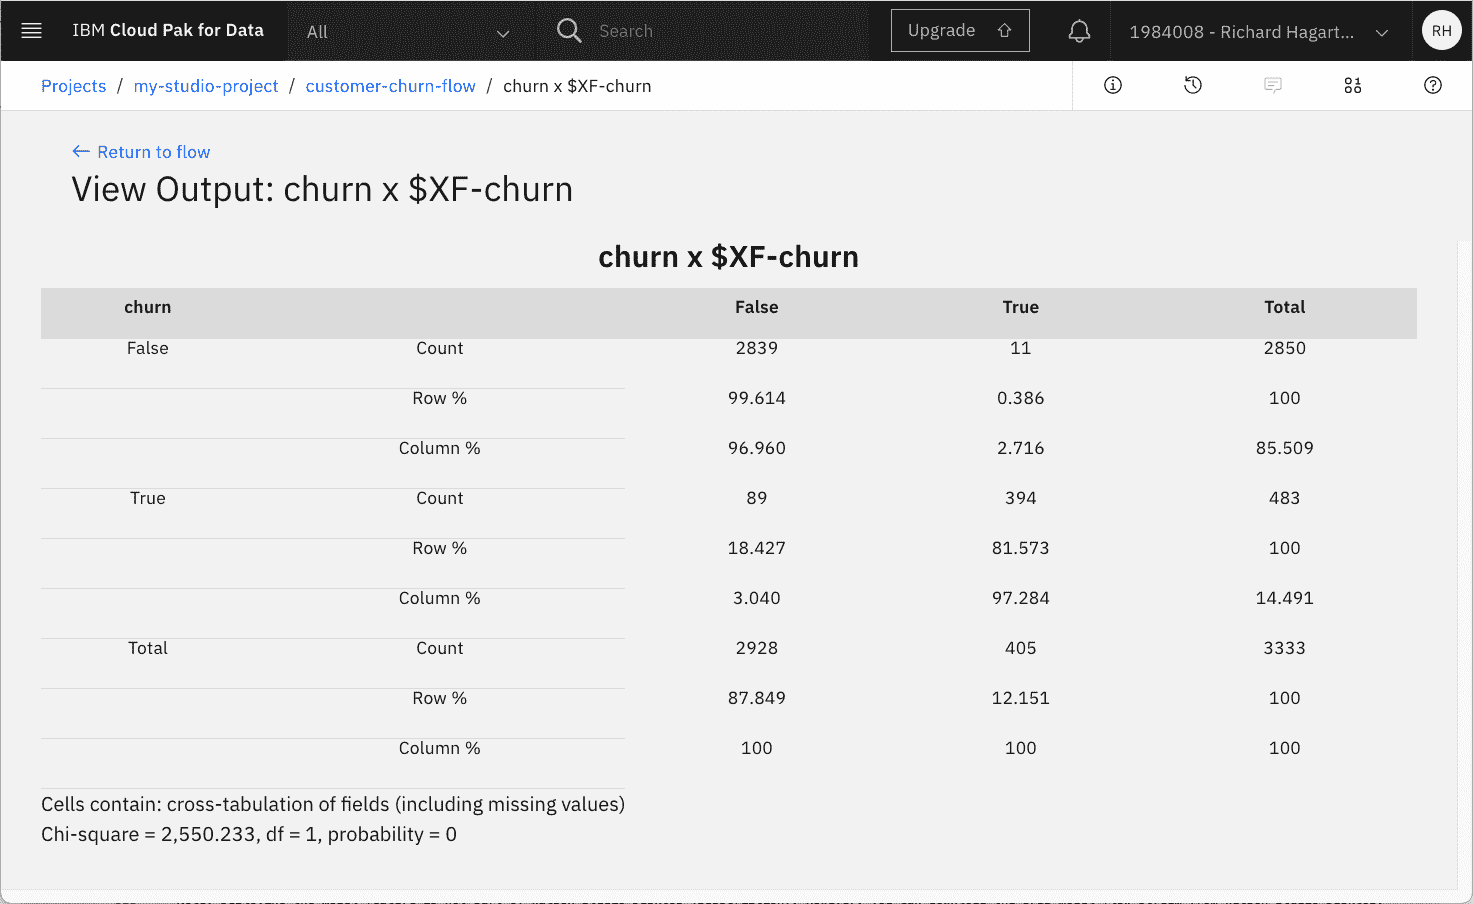 IBM Cloud Pak for Data All Search Upgrade 1984008 - Richard Hagart... RH
Projects / my-studio-project / customer-churn-flow / churn x $XF-churn
← Return to flow
View Output: churn x $XF-churn
churn x $XF-churn
churn False True Total
False Count 2839 11 2850
Row % 99.614 0.386 100
Column % 96.960 2.716 85.509
True Count 89 394 483
Row % 18.427 81.573 100
Column % 3.040 97.284 14.491
Total Count 2928 405 3333
Row % 87.849 12.151 100
Column % 100 100 100
Cells contain: cross-tabulation of fields (including missing values)
Chi-square = 2,550.233, df = 1, probability = 0